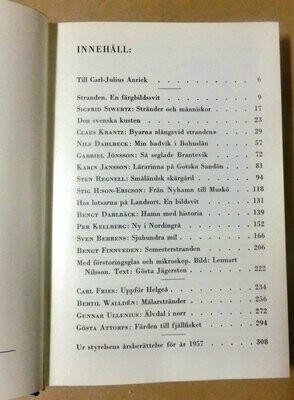 INNEHÅLL:
Till Carl-Julius Anrick . . . . . . . . . . 6
Stranden. En färgbildssvit . . . . . . . . . 9
SIGFRID SIWERTZ: Stränder och människor . . . . 17
Den svenska kusten . . . . . . . . . . . 23
CLAES KRANTZ: Byarna utängsvid strandens . . . . 29
NILS DAHLBECK: Min badvik i Bohuslän . . . . . 57
GABRIEL JÖNSSON: Så seglade Brantevik . . . . . 71
KARIN JANSSON: Lärarinna på Gotska Sandön . . . . 81
STEN REGNELL: Småländsk skärgård . . . . . . 94
STIG H:SON-ERICSON: Från Nyhamn till Muskö . . . 118
Hos lotsarna på Landsort. En bildsvit . . . . . 131
BENGT DAHLBÄCK: Hamn med historia . . . . . . 139
PER KELLBERG: Ny i Nordingrå . . . . . . . 150
SVEN BEHRENS: Sjuhundra mil . . . . . . . . 166
BENGT FINNVEDEN: Semesterstranden . . . . . . 206
Med förstoringsglas och mikroskop. Bild: Lennart
Nilsson. Text: Gösta Jägersten . . . . . . . 222
CARL FRIES: Uppför Helgeå . . . . . . . . 234
BERTIL WALLDÉN: Mälarstränder . . . . . . . 256
GUNNAR ULLENIUS: Älvdal i norr . . . . . . . 272
GÖSTA ATTORPS: Färden till fjällfisket . . . . . 294
Ur styrelsens årsberättelse för år 1957 . . . . . 308